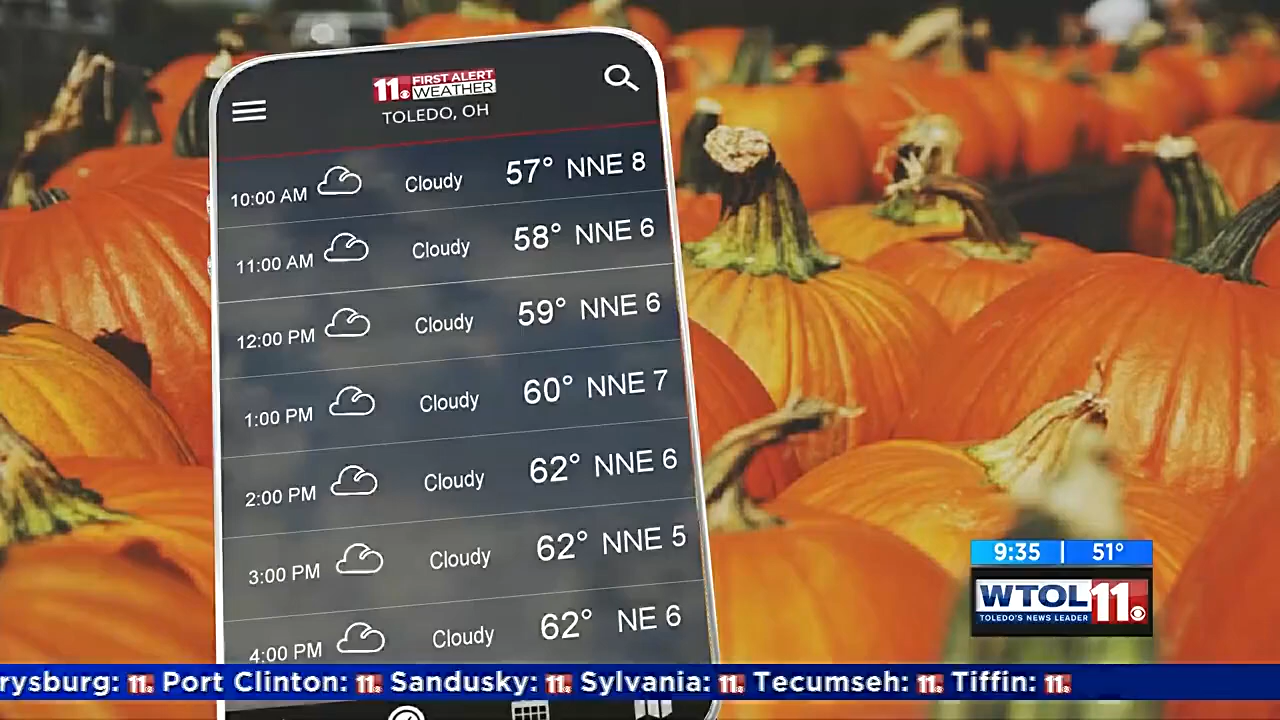 11 FIRST ALERT
WEATHER
TOLEDO, OH
10:00 AM Cloudy 57° NNE 8
11:00 AM Cloudy 58° NNE 6
12:00 PM Cloudy 59° NNE 6
1:00 PM Cloudy 60° NNE 7
2:00 PM Cloudy 62° NNE 6
3:00 PM Cloudy 62° NNE 5
4:00 PM Cloudy 62° NE 6
9:35 | 51°
WTOL 11
TOLEDO'S NEWS LEADER
rysburg: 11 Port Clinton: 11 Sandusky: 11 Sylvania: 11 Tecumseh: 11 Tiffin: 11